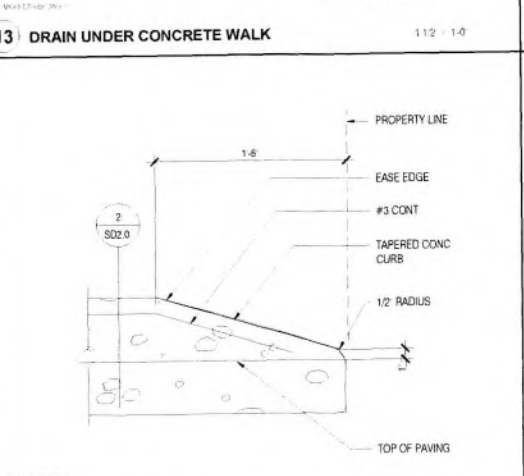 13 DRAIN UNDER CONCRETE WALK
1 1/2 - 1-0
PROPERTY LINE
1'-6
EASE EDGE
#3 CONT
2
SD2.0
TAPERED CONC
CURB
1/2" RADIUS
1"
TOP OF PAVING